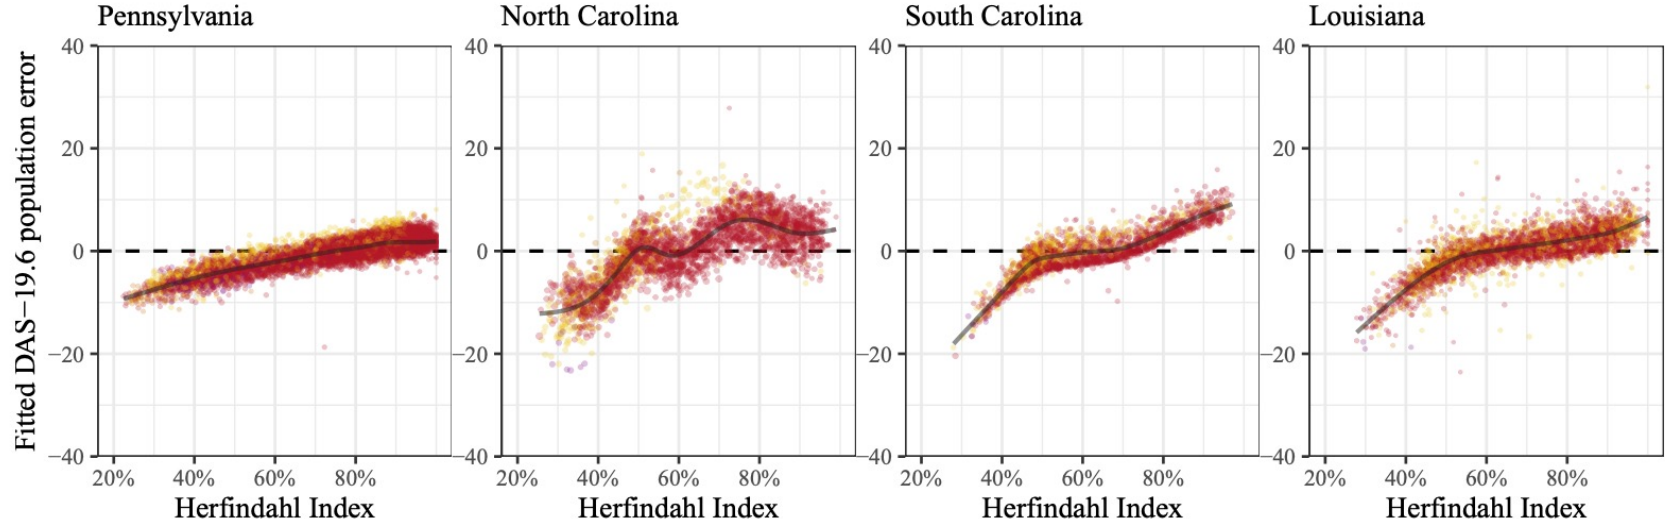 Pennsylvania
North Carolina
South Carolina
Louisiana
Fitted DAS−19.6 population error
40
20
0
−20
−40
40
20
0
−20
−40
40
20
0
−20
−40
40
20
0
−20
−40
20% 40% 60% 80%
20% 40% 60% 80%
20% 40% 60% 80%
20% 40% 60% 80%
Herfindahl Index
Herfindahl Index
Herfindahl Index
Herfindahl Index